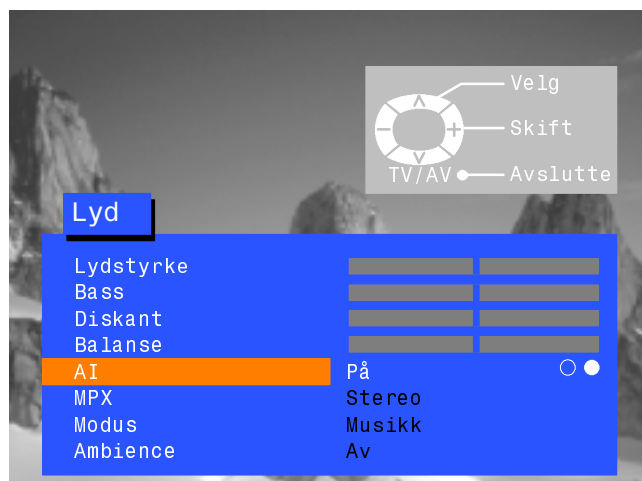 Velg
Skift
TV/AV Avslutte
Lyd
Lydstyrke
Bass
Diskant
Balanse
AI På
MPX Stereo
Modus Musikk
Ambience Av